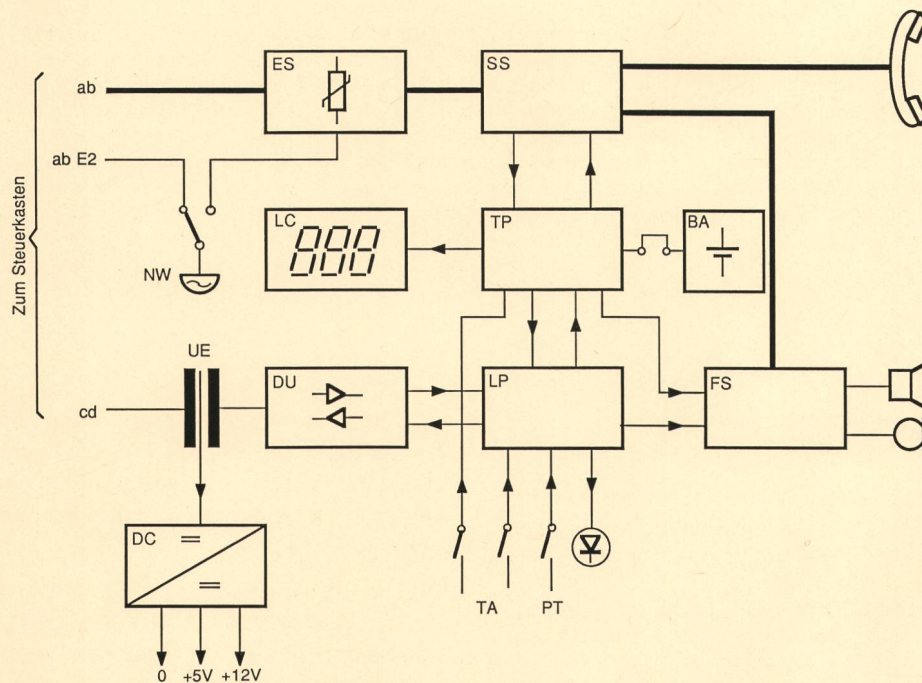 ES
SS
ab
ab E2
Zum Steuerkasten
LC
TP
BA
NW
UE
DU
LP
FS
cd
DC
TA
PT
0
+5V
+12V